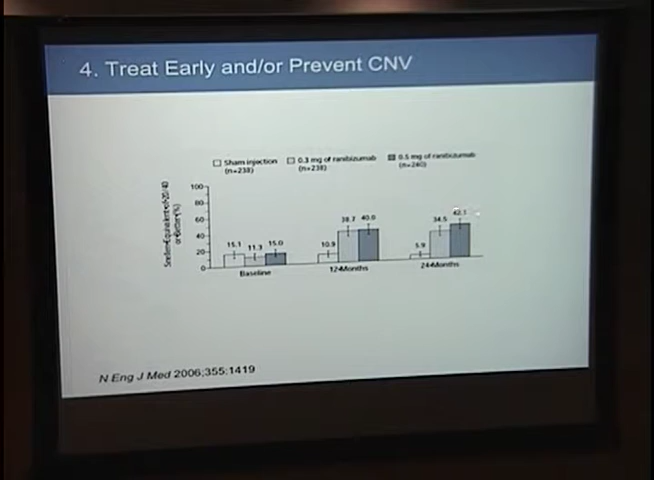 4. Treat Early and/or Prevent CNV
Sham injection (n=238)
0.3 mg of ranibizumab (n=238)
0.5 mg of ranibizumab (n=240)
100
80
60
40
20
0
15.1 11.3 15.0
10.9 38.7 40.0
5.9 34.5 42.1
Baseline 12-Months 24-Months
N Eng J Med 2006;355:1419